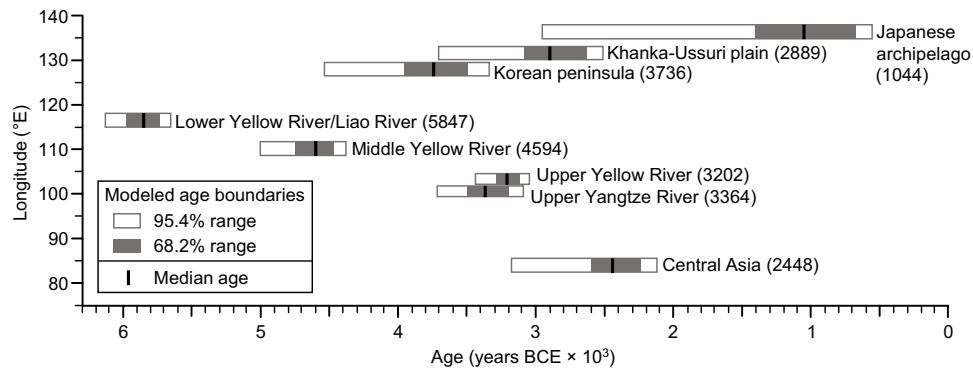 140
130
120
110
100
90
80
Longitude (°E)
Japanese
archipelago
(1044)
Khanka-Ussuri plain (2889)
Korean peninsula (3736)
Lower Yellow River/Liao River (5847)
Middle Yellow River (4594)
Upper Yellow River (3202)
Upper Yangtze River (3364)
Central Asia (2448)
Modeled age boundaries
95.4% range
68.2% range
Median age
6 5 4 3 2 1 0
Age (years BCE × 10³)